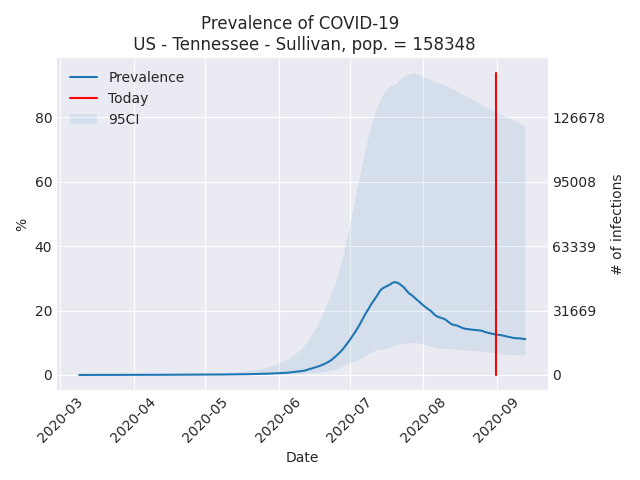 Prevalence of COVID-19
US - Tennessee - Sullivan, pop. = 158348
Prevalence
Today
95CI
80
60
40
20
0
%
126678
95008
63339
31669
0
# of infections
2020-03
2020-04
2020-05
2020-06
2020-07
2020-08
2020-09
Date